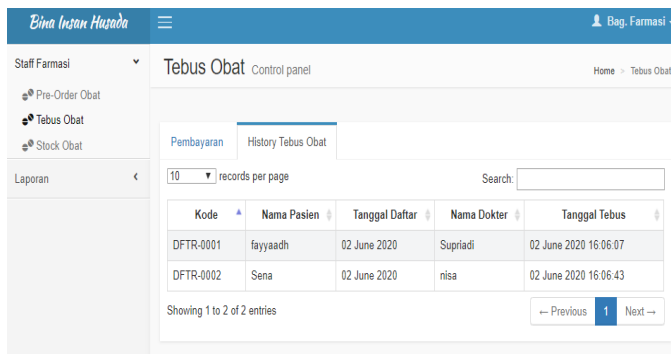 Bina Insan Husada
Bag. Farmasi
Staff Farmasi
Pre-Order Obat
Tebus Obat
Stock Obat
Laporan
Tebus Obat Control panel
Home > Tebus Obat
Pembayaran History Tebus Obat
10 records per page Search:
Kode Nama Pasien Tanggal Daftar Nama Dokter Tanggal Tebus
DFTR-0001 fayyaadh 02 June 2020 Supriadi 02 June 2020 16:06:07
DFTR-0002 Sena 02 June 2020 nisa 02 June 2020 16:06:43
Showing 1 to 2 of 2 entries
← Previous 1 Next →